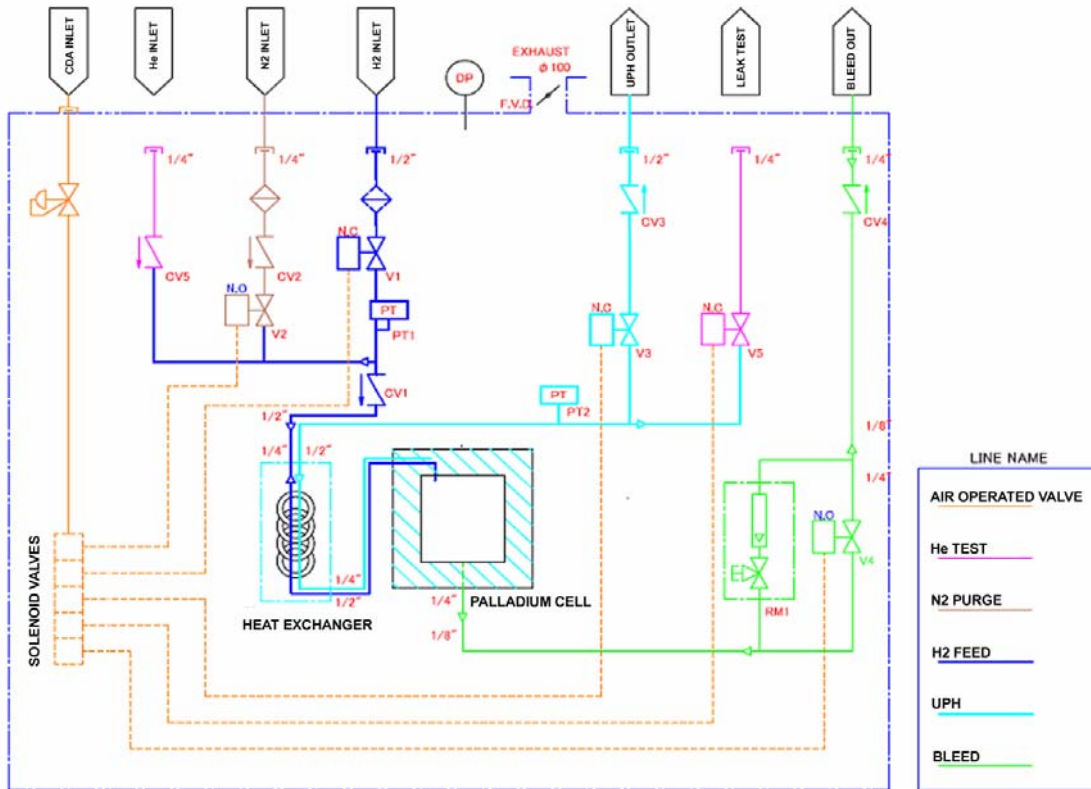 CDA INLET
He INLET
N2 INLET
H2 INLET
DP
EXHAUST
ϕ 100
F.V.D.
UPH OUTLET
LEAK TEST
BLEED OUT
1/4"
1/4"
1/2"
1/2"
1/4"
1/4"
CV3
CV4
N.C
CV5
CV2
V1
N.O
PT
PT1
V2
N.C
V3
N.C
V5
CV1
PT
PT2
1/2"
1/4"
1/2"
1/8"
1/4"
N.O
V4
SOLENOID VALVES
1/4"
1/2"
HEAT EXCHANGER
1/4"
1/8"
PALLADIUM CELL
RM1
LINE NAME
AIR OPERATED VALVE
He TEST
N2 PURGE
H2 FEED
UPH
BLEED